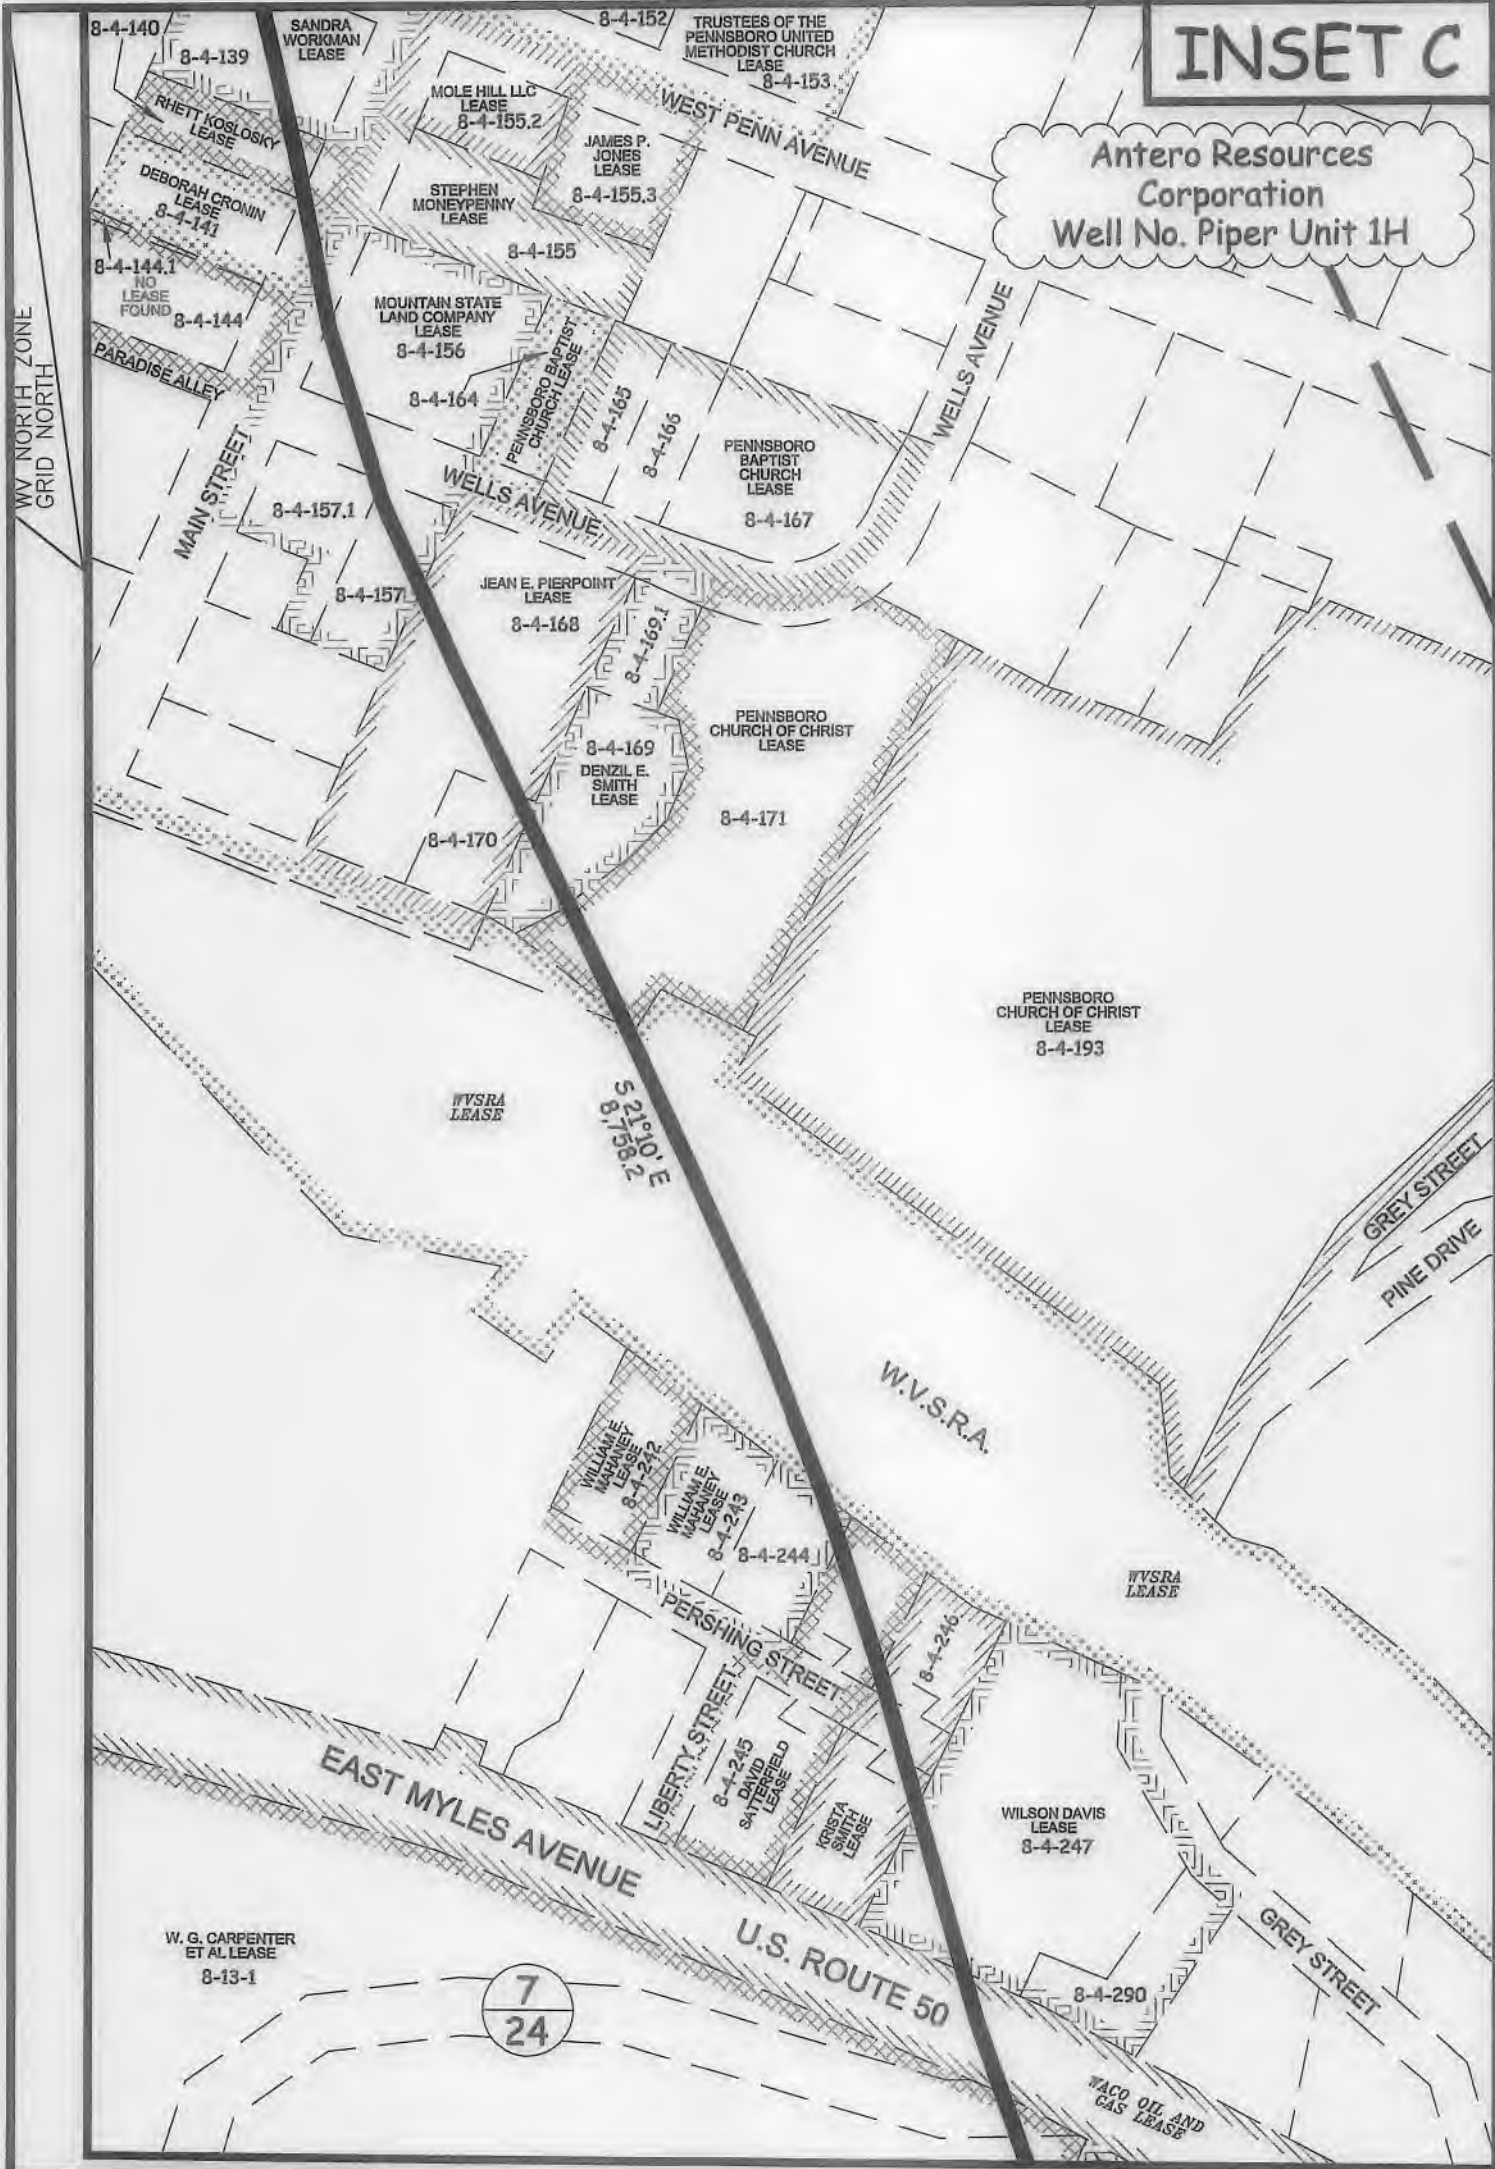 INSET C
Antero Resources
Corporation
Well No. Piper Unit 1H
WV NORTH ZONE
GRID NORTH
8-4-140
8-4-139
SANDRA
WORKMAN
LEASE
8-4-152
TRUSTEES OF THE
PENNSBORO UNITED
METHODIST CHURCH
LEASE
8-4-153
RHETT KOSLOSKY
LEASE
MOLE HILL LLC
LEASE
8-4-155.2
WEST PENN AVENUE
JAMES P.
JONES
LEASE
8-4-155.3
DEBORAH CRONIN
LEASE
8-4-141
STEPHEN
MONEYPENNY
LEASE
8-4-155
8-4-144.1
NO
LEASE
FOUND
8-4-144
MOUNTAIN STATE
LAND COMPANY
LEASE
8-4-156
8-4-164
PENNSBORO BAPTIST
CHURCH LEASE
PARADISE ALLEY
8-4-165
8-4-166
WELLS AVENUE
PENNSBORO
BAPTIST
CHURCH
LEASE
8-4-167
MAIN STREET
WELLS AVENUE
8-4-157.1
8-4-157
JEAN E. PIERPOINT
LEASE
8-4-168
8-4-169.1
8-4-169
DENZIL E.
SMITH
LEASE
PENNSBORO
CHURCH OF CHRIST
LEASE
8-4-171
8-4-170
PENNSBORO
CHURCH OF CHRIST
LEASE
8-4-193
WVSRA
LEASE
S 21°10' E
8,758.2
GREY STREET
PINE DRIVE
W.V.S.R.A.
WILLIAM E.
MAHANEY
LEASE
8-4-242
WILLIAM E.
MAHANEY
LEASE
8-4-243
8-4-244
WVSRA
LEASE
PERSHING STREET
8-4-246
LIBERTY STREET
8-4-245
DAVID
SATTERFIELD
LEASE
KRISTA
SMITH
LEASE
WILSON DAVIS
LEASE
8-4-247
EAST MYLES AVENUE
U.S. ROUTE 50
GREY STREET
W. G. CARPENTER
ET AL LEASE
8-13-1
7
24
8-4-290
WACO OIL AND
GAS LEASE